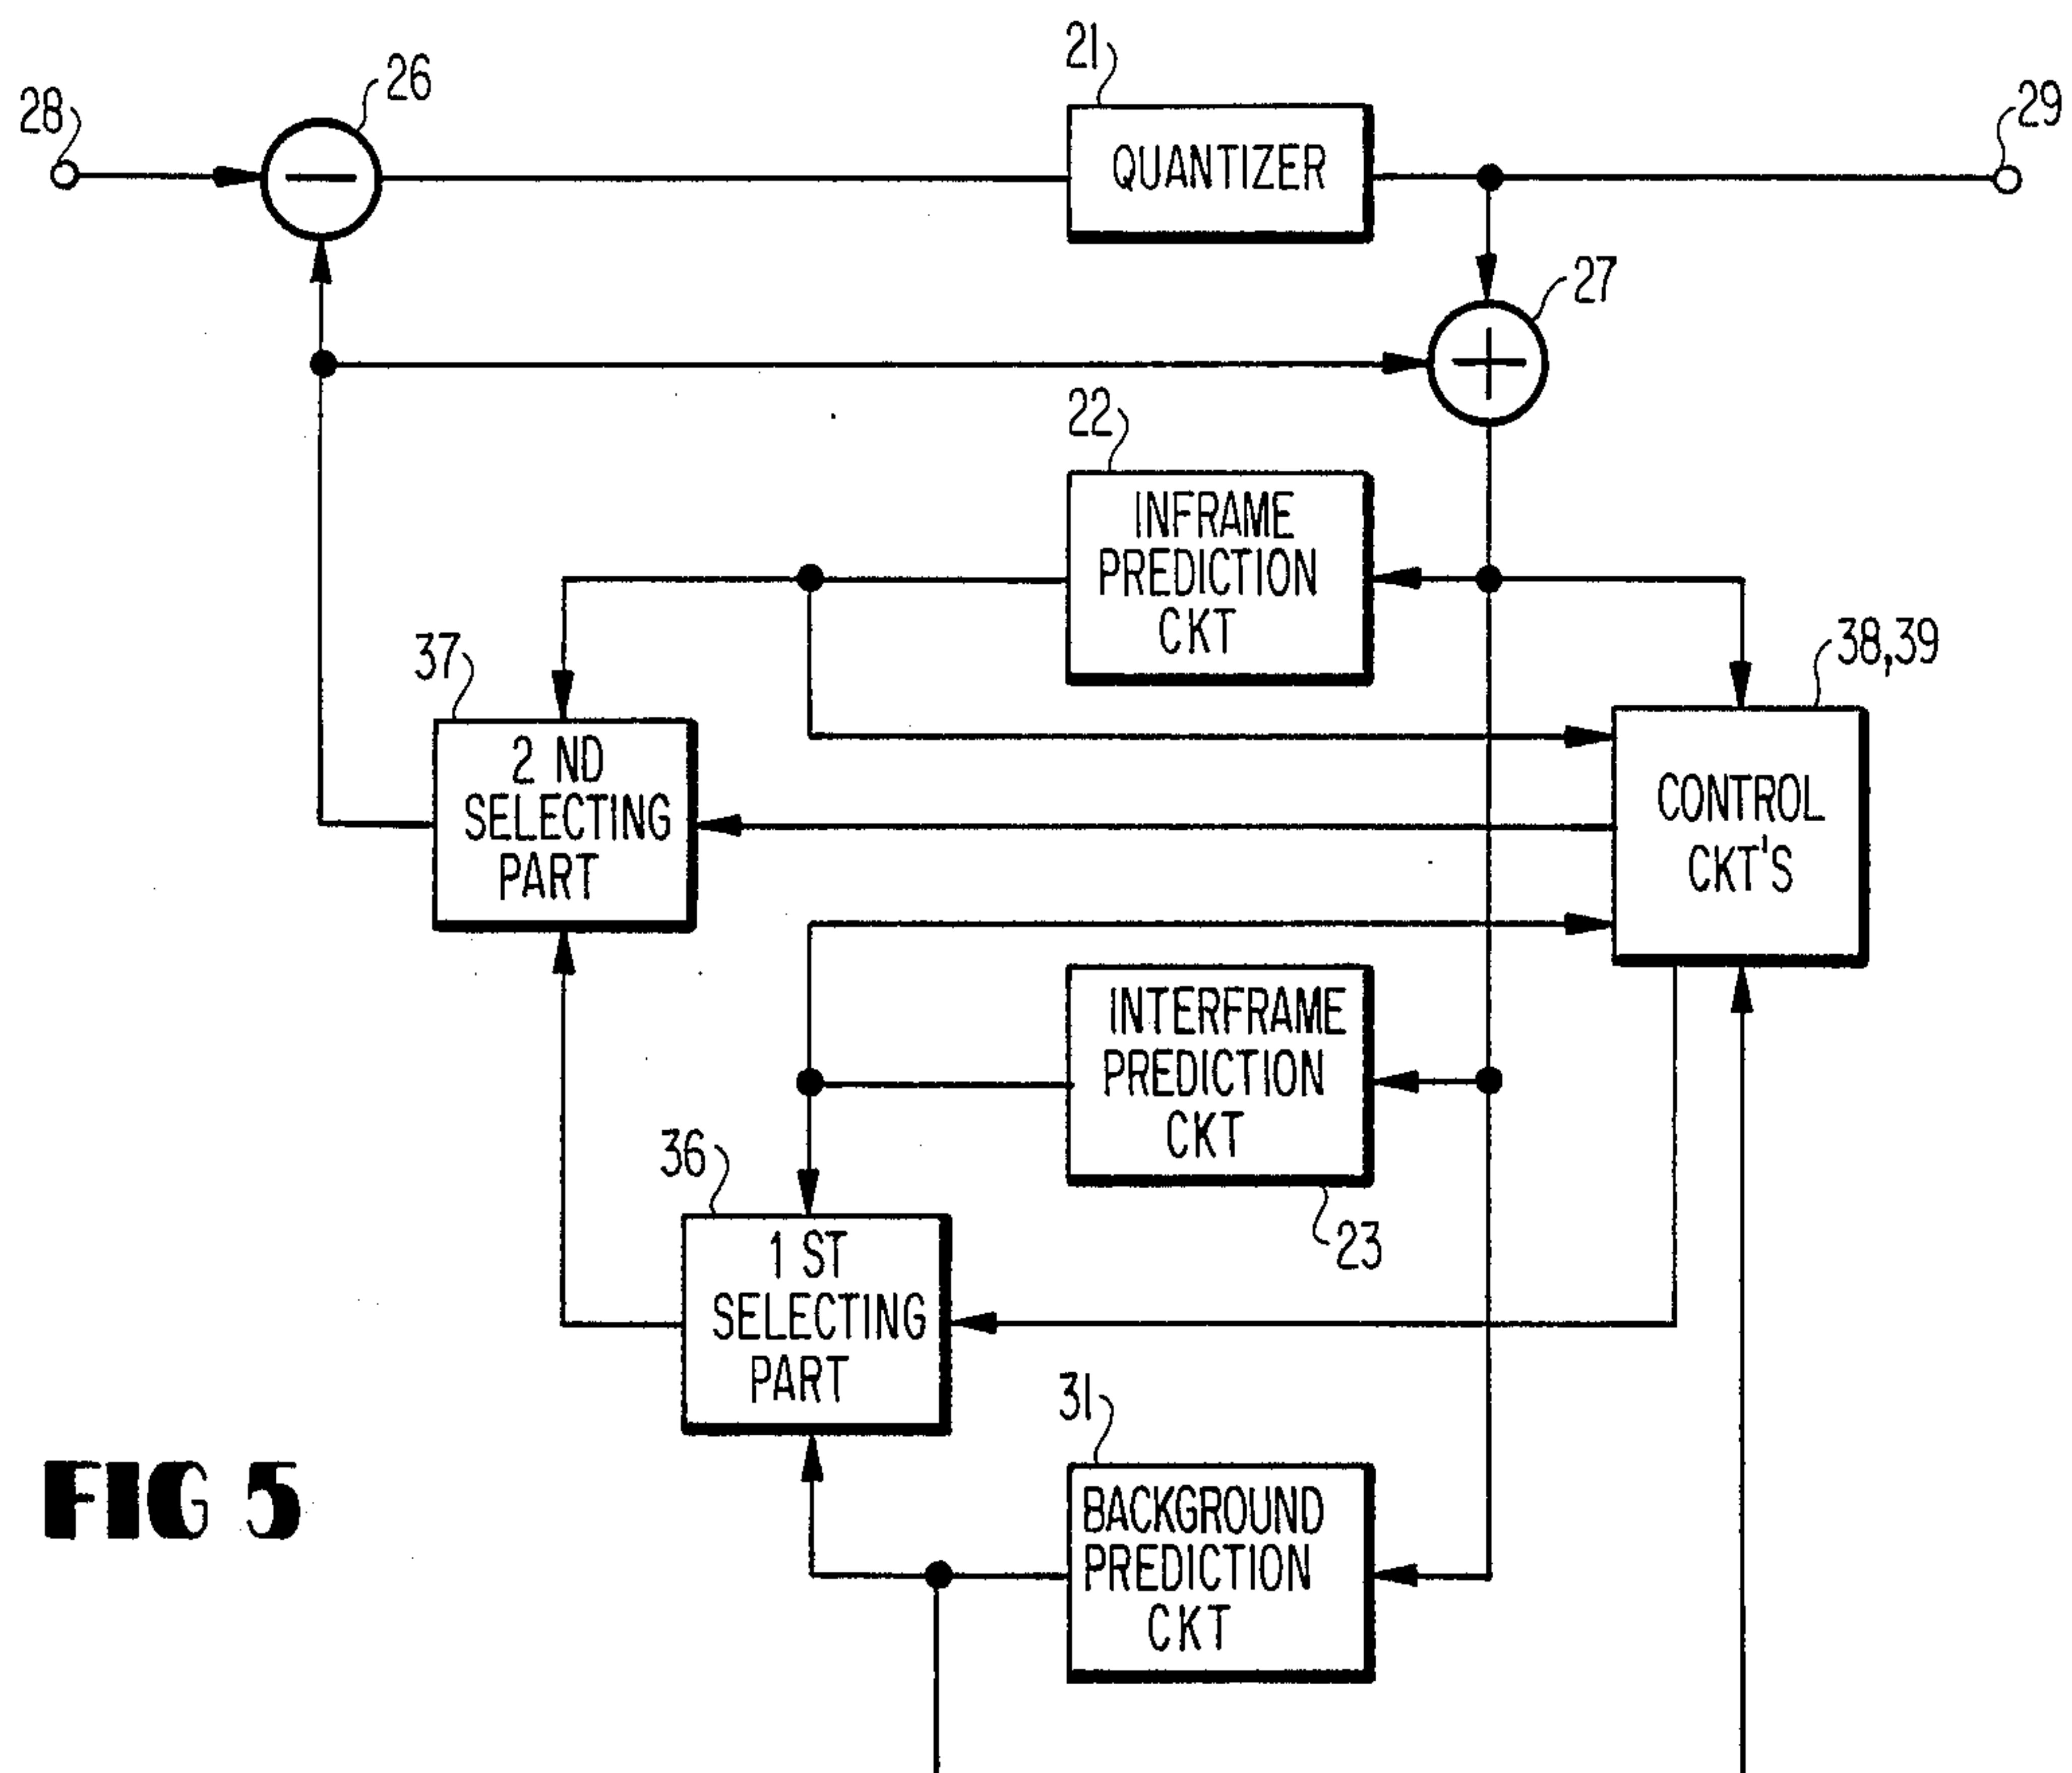 21
26
28
29
QUANTIZER
27
22
INFRAME
PREDICTION
CKT
37
38,39
2 ND
SELECTING
PART
CONTROL
CKT'S
INTERFRAME
PREDICTION
CKT
36
23
1 ST
SELECTING
PART
31
BACKGROUND
PREDICTION
CKT
FIG 5